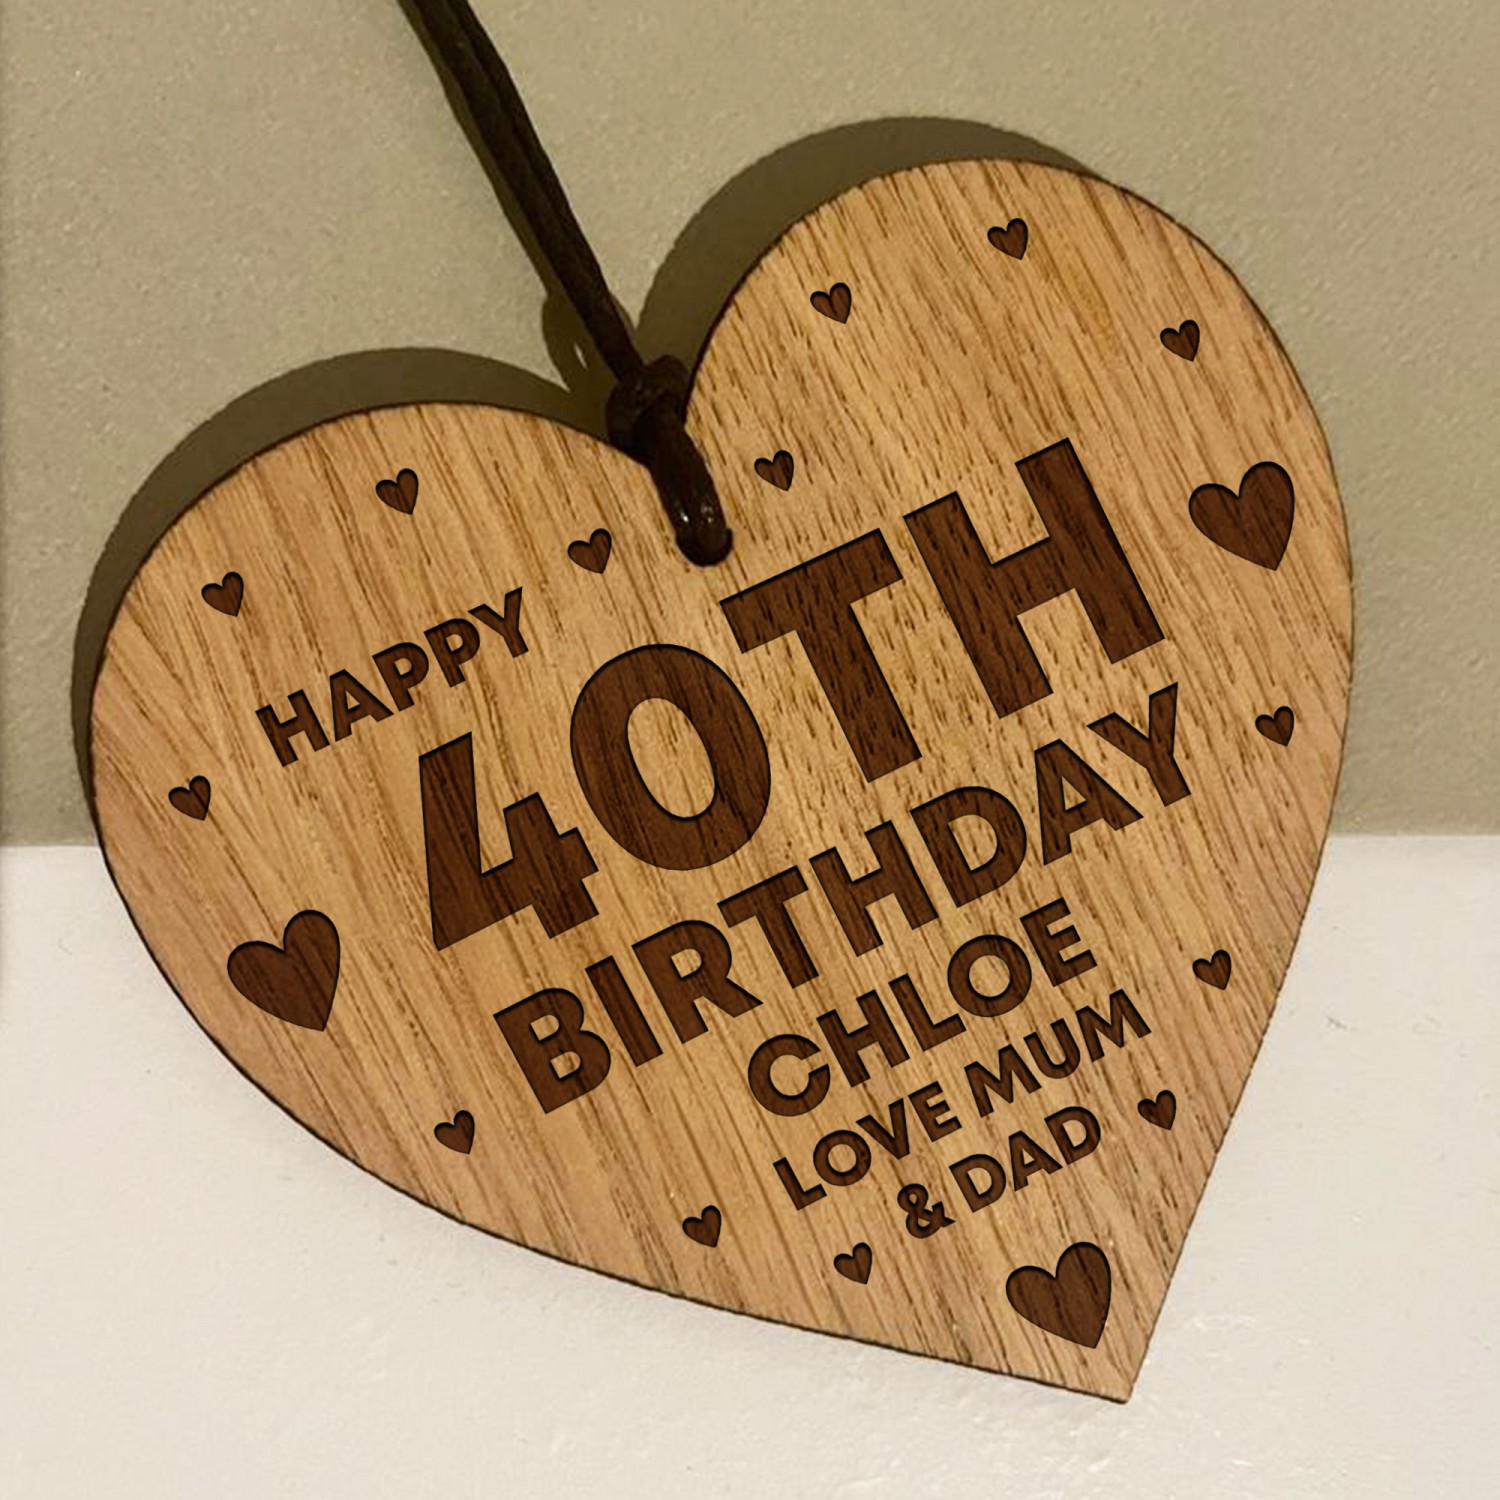 HAPPY
40TH
BIRTHDAY
CHLOE
LOVE MUM
& DAD